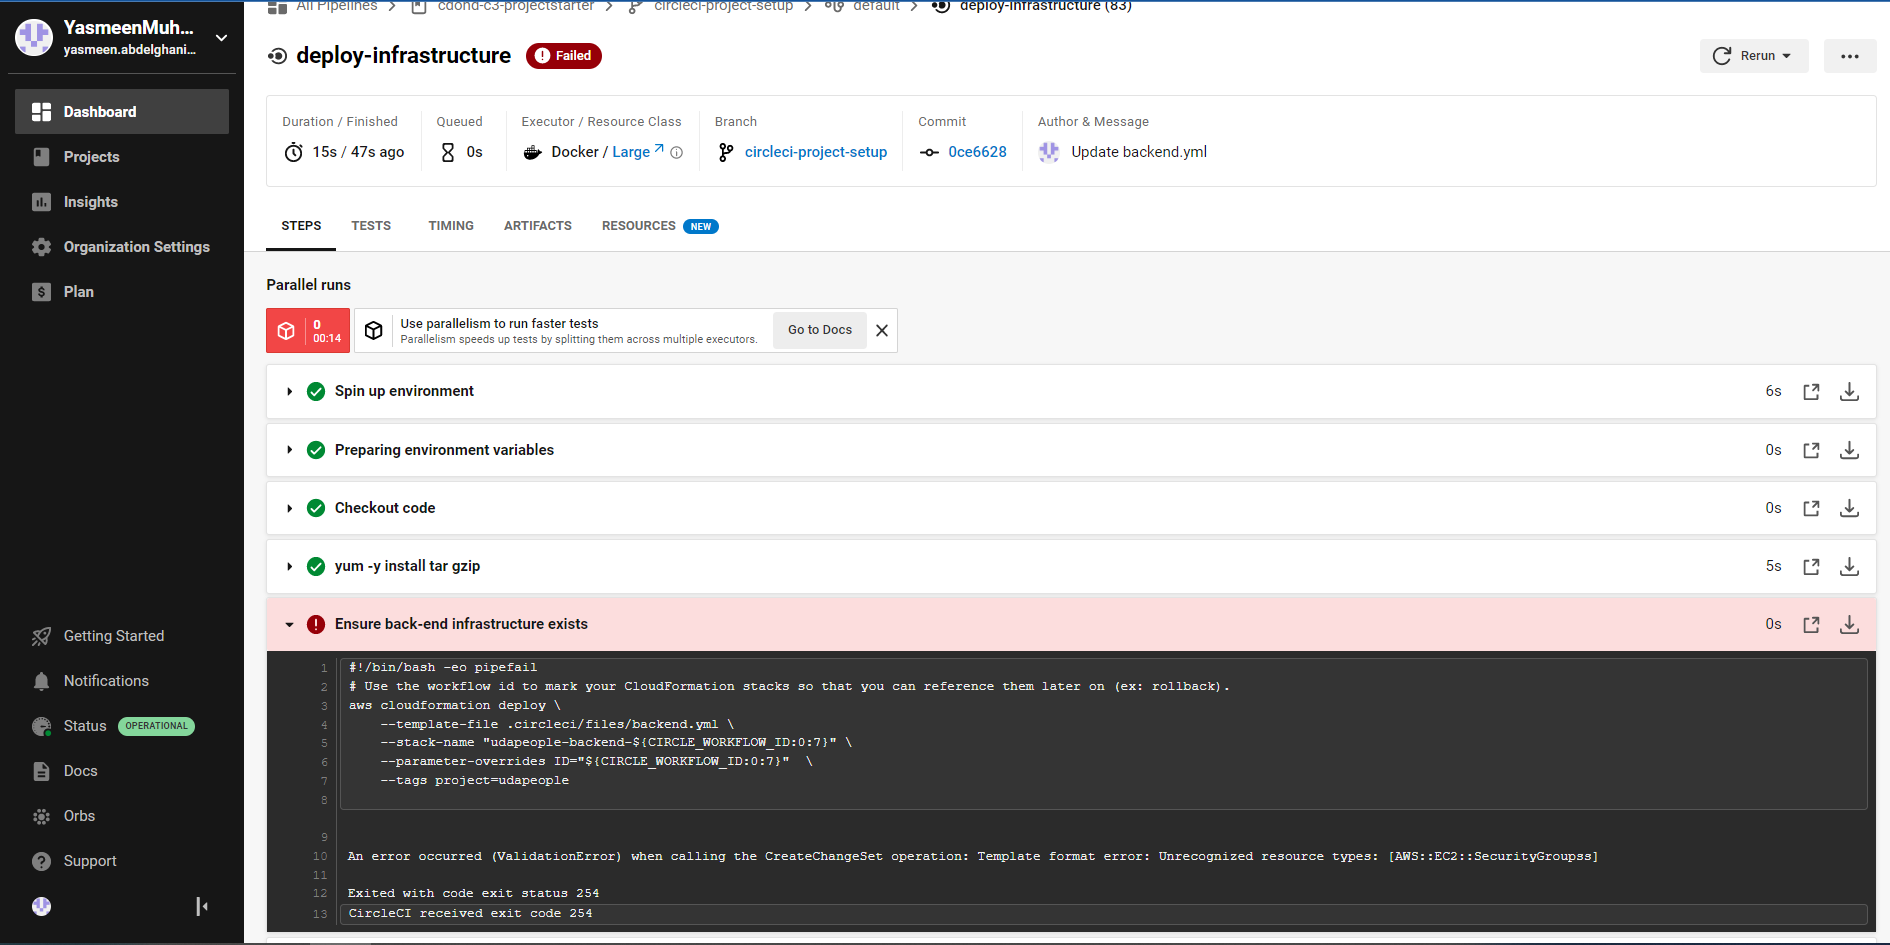 YasmeenMuh...
yasmeen.abdelghani...
Dashboard
Projects
Insights
Organization Settings
Plan
Getting Started
Notifications
Status OPERATIONAL
Docs
Orbs
Support
All Pipelines
cdond-c3-projectstarter
circleci-project-setup
default
deploy-infrastructure (83)
deploy-infrastructure
Failed
Rerun
Duration / Finished
15s / 47s ago
Queued
0s
Executor / Resource Class
Docker / Large
Branch
circleci-project-setup
Commit
0ce6628
Author & Message
Update backend.yml
STEPS
TESTS
TIMING
ARTIFACTS
RESOURCES NEW
Parallel runs
0
00:14
Use parallelism to run faster tests
Parallelism speeds up tests by splitting them across multiple executors.
Go to Docs
Spin up environment 6s
Preparing environment variables 0s
Checkout code 0s
yum -y install tar gzip 5s
Ensure back-end infrastructure exists 0s
1 #!/bin/bash -eo pipefail
2 # Use the workflow id to mark your CloudFormation stacks so that you can reference them later on (ex: rollback).
3 aws cloudformation deploy \
4 --template-file .circleci/files/backend.yml \
5 --stack-name "udapeople-backend-${CIRCLE_WORKFLOW_ID:0:7}" \
6 --parameter-overrides ID="${CIRCLE_WORKFLOW_ID:0:7}" \
7 --tags project=udapeople
8
9
10 An error occurred (ValidationError) when calling the CreateChangeSet operation: Template format error: Unrecognized resource types: [AWS::EC2::SecurityGroupss]
11
12 Exited with code exit status 254
13 CircleCI received exit code 254